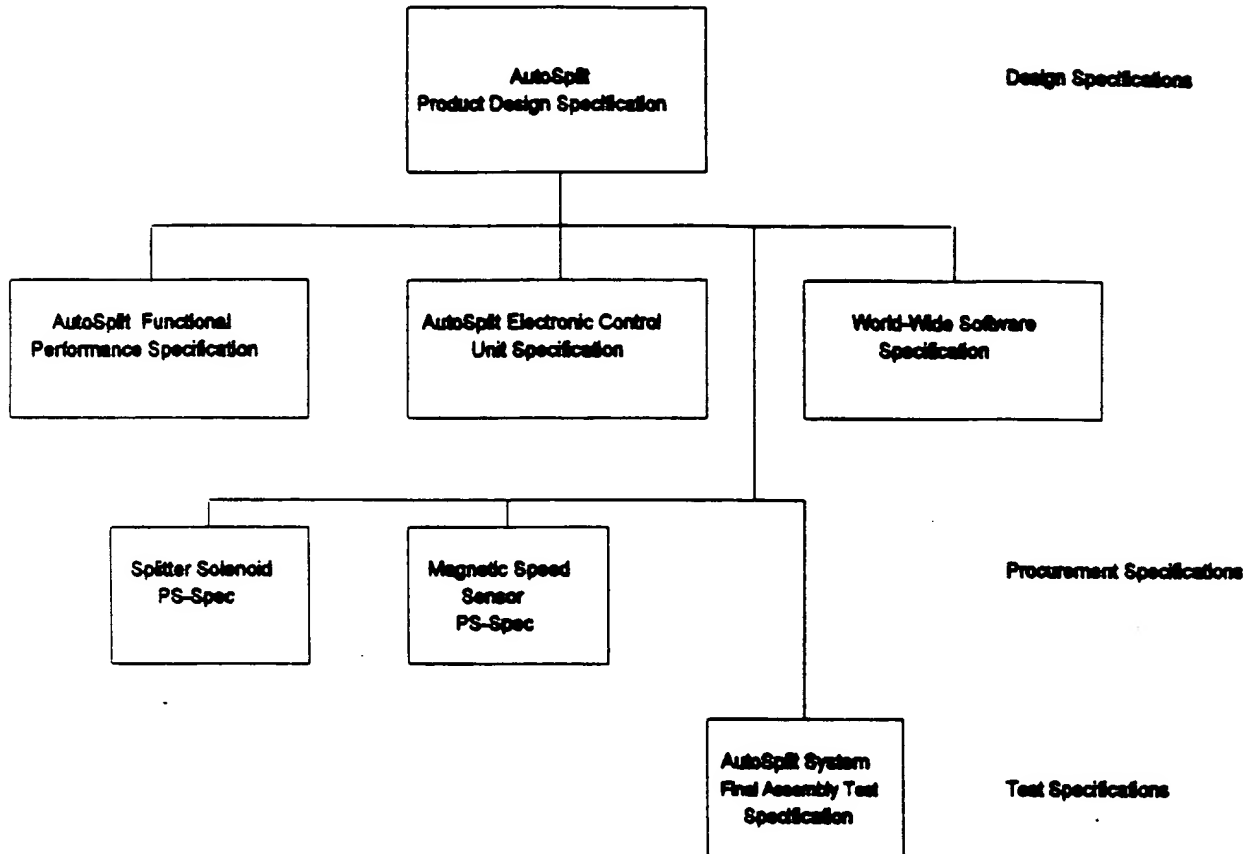 AutoSplit
Product Design Specification
Design Specifications
AutoSplit Functional
Performance Specification
AutoSplit Electronic Control
Unit Specification
World-Wide Software
Specification
Splitter Solenoid
PS-Spec
Magnetic Speed
Sensor
PS-Spec
Procurement Specifications
AutoSplit System
Final Assembly Test
Specification
Test Specifications